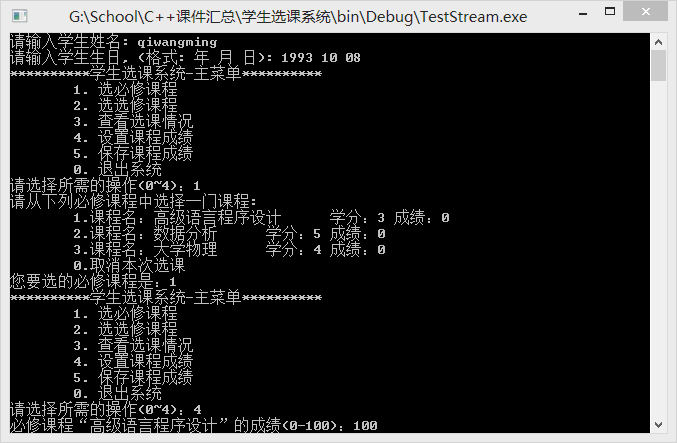 G:\School\C++课件汇总\学生选课系统\bin\Debug\TestStream.exe
请输入学生姓名: qiwangming
请输入学生生日, (格式: 年 月 日): 1993 10 08
**********学生选课系统-主菜单**********
1. 选必修课程
2. 选选修课程
3. 查看选课情况
4. 设置课程成绩
5. 保存课程成绩
0. 退出系统
请选择所需的操作(0~4): 1
请从下列必修课程中选择一门课程:
1.课程名: 高级语言程序设计 学分: 3 成绩: 0
2.课程名: 数据分析 学分: 5 成绩: 0
3.课程名: 大学物理 学分: 4 成绩: 0
0.取消本次选课
您要选的必修课程是: 1
**********学生选课系统-主菜单**********
1. 选必修课程
2. 选选修课程
3. 查看选课情况
4. 设置课程成绩
5. 保存课程成绩
0. 退出系统
请选择所需的操作(0~4): 4
必修课程“高级语言程序设计”的成绩(0-100): 100